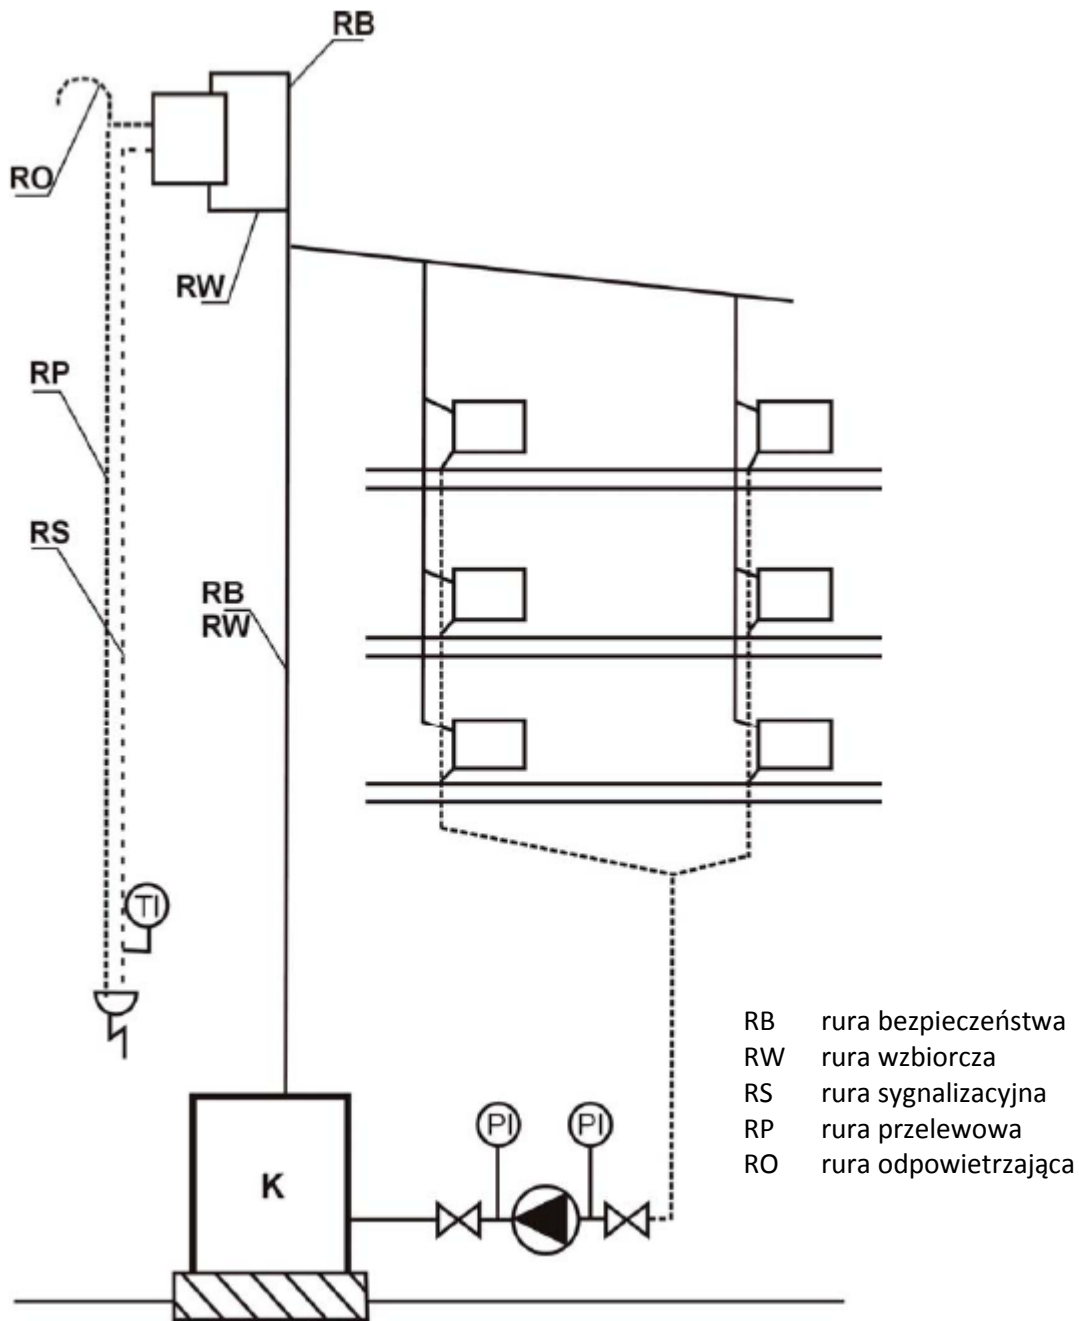 RB
RO
RW
RP
RS
RB
RW
TI
K
PI
PI
RB rura bezpieczeństwa
RW rura wzbiorcza
RS rura sygnalizacyjna
RP rura przelewowa
RO rura odpowietrzająca